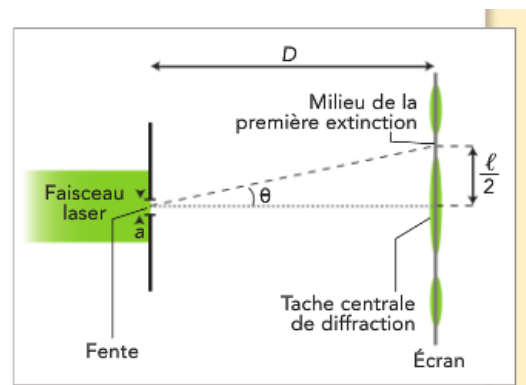 D
Milieu de la
première extinction
ℓ
2
Faisceau
laser
θ
a
Tache centrale
de diffraction
Fente
Écran